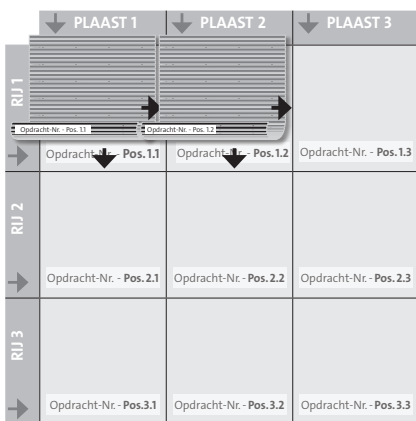 PLAAST 1 PLAAST 2 PLAAST 3
RIJ 1
Opdracht-Nr. - Pos. 1.1 Opdracht-Nr. - Pos. 1.2
Opdracht-Nr. - Pos.1.1 Opdracht-Nr. - Pos.1.2 Opdracht-Nr. - Pos.1.3
RIJ 2
Opdracht-Nr. - Pos.2.1 Opdracht-Nr. - Pos.2.2 Opdracht-Nr. - Pos.2.3
RIJ 3
Opdracht-Nr. - Pos.3.1 Opdracht-Nr. - Pos.3.2 Opdracht-Nr. - Pos.3.3